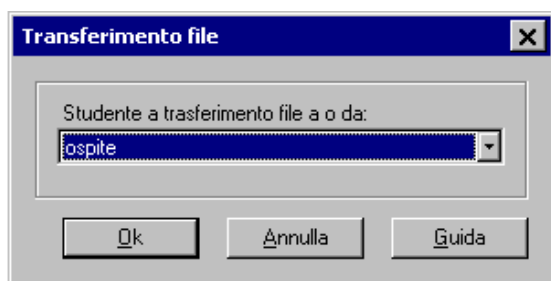 Transferimento file
Studente a trasferimento file a o da:
ospite
Ok Annulla Guida